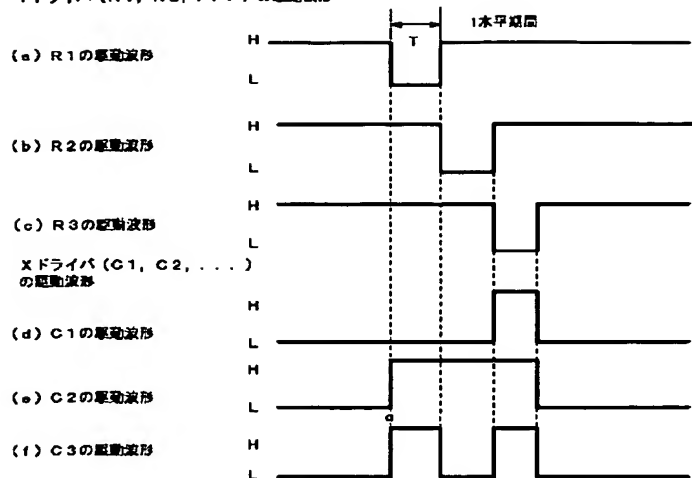 1水平期間
T
(a) R1の駆動波形
H
L
(b) R2の駆動波形
H
L
(c) R3の駆動波形
H
L
Xドライバ (C1, C2, . . . )
の駆動波形
(d) C1の駆動波形
H
L
(e) C2の駆動波形
H
L
a
(f) C3の駆動波形
H
L